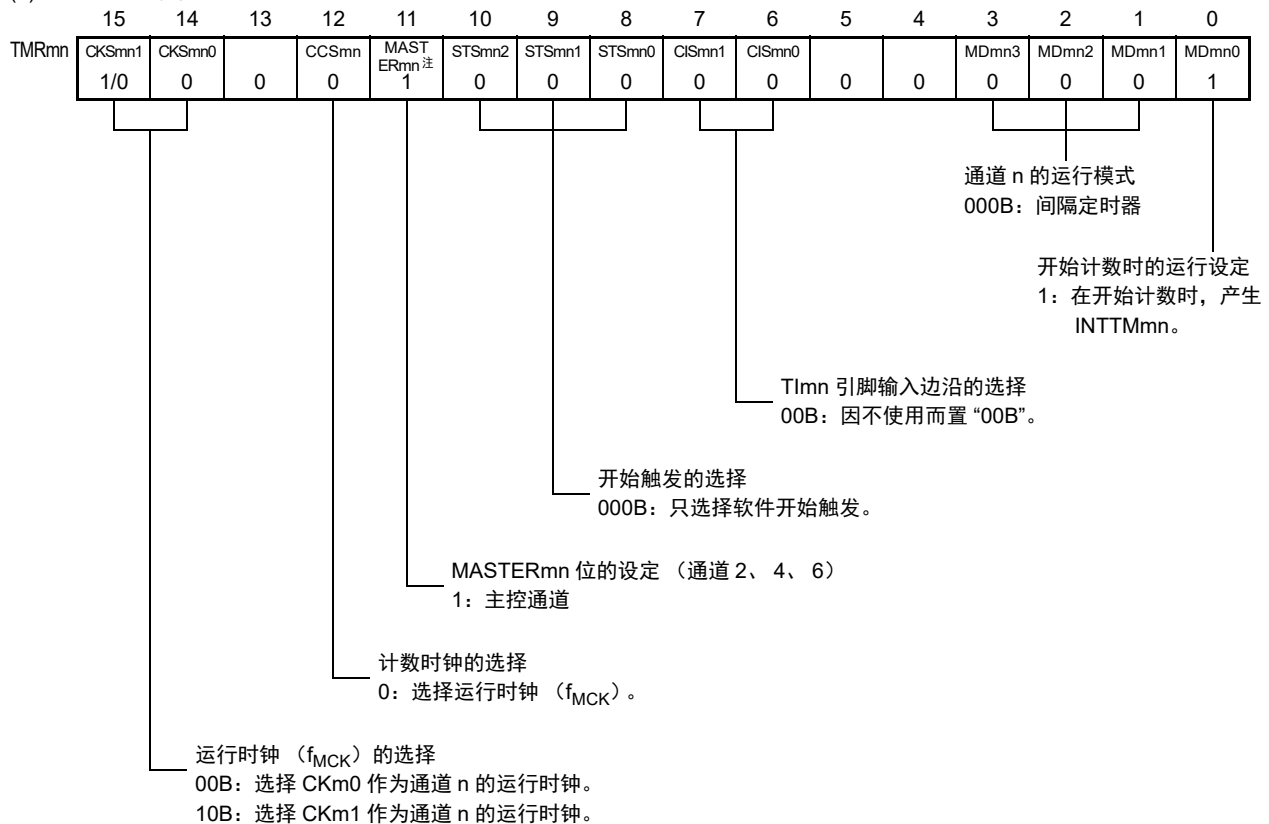 15 14 13 12 11 10 9 8 7 6 5 4 3 2 1 0
TMRmn CKSmn1 CKSmn0 CCSmn MAST ERmn 注 STSmn2 STSmn1 STSmn0 CISmn1 CISmn0 MDmn3 MDmn2 MDmn1 MDmn0
1/0 0 0 0 1 0 0 0 0 0 0 0 0 0 0 1
通道 n 的运行模式
000B：间隔定时器
开始计数时的运行设定
1：在开始计数时，产生
INTTMmn。
TImn 引脚输入边沿的选择
00B：因不使用而置 “00B”。
开始触发的选择
000B：只选择软件开始触发。
MASTERmn 位的设定 （通道 2、 4、 6）
1：主控通道
计数时钟的选择
0：选择运行时钟 （fMCK）。
运行时钟 （fMCK）的选择
00B：选择 CKm0 作为通道 n 的运行时钟。
10B：选择 CKm1 作为通道 n 的运行时钟。